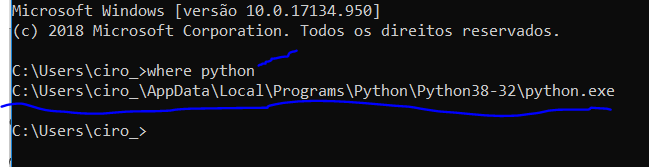 Microsoft Windows [versão 10.0.17134.950]
(c) 2018 Microsoft Corporation. Todos os direitos reservados.
C:\Users\ciro_>where python
C:\Users\ciro_\AppData\Local\Programs\Python\Python38-32\python.exe
C:\Users\ciro_>